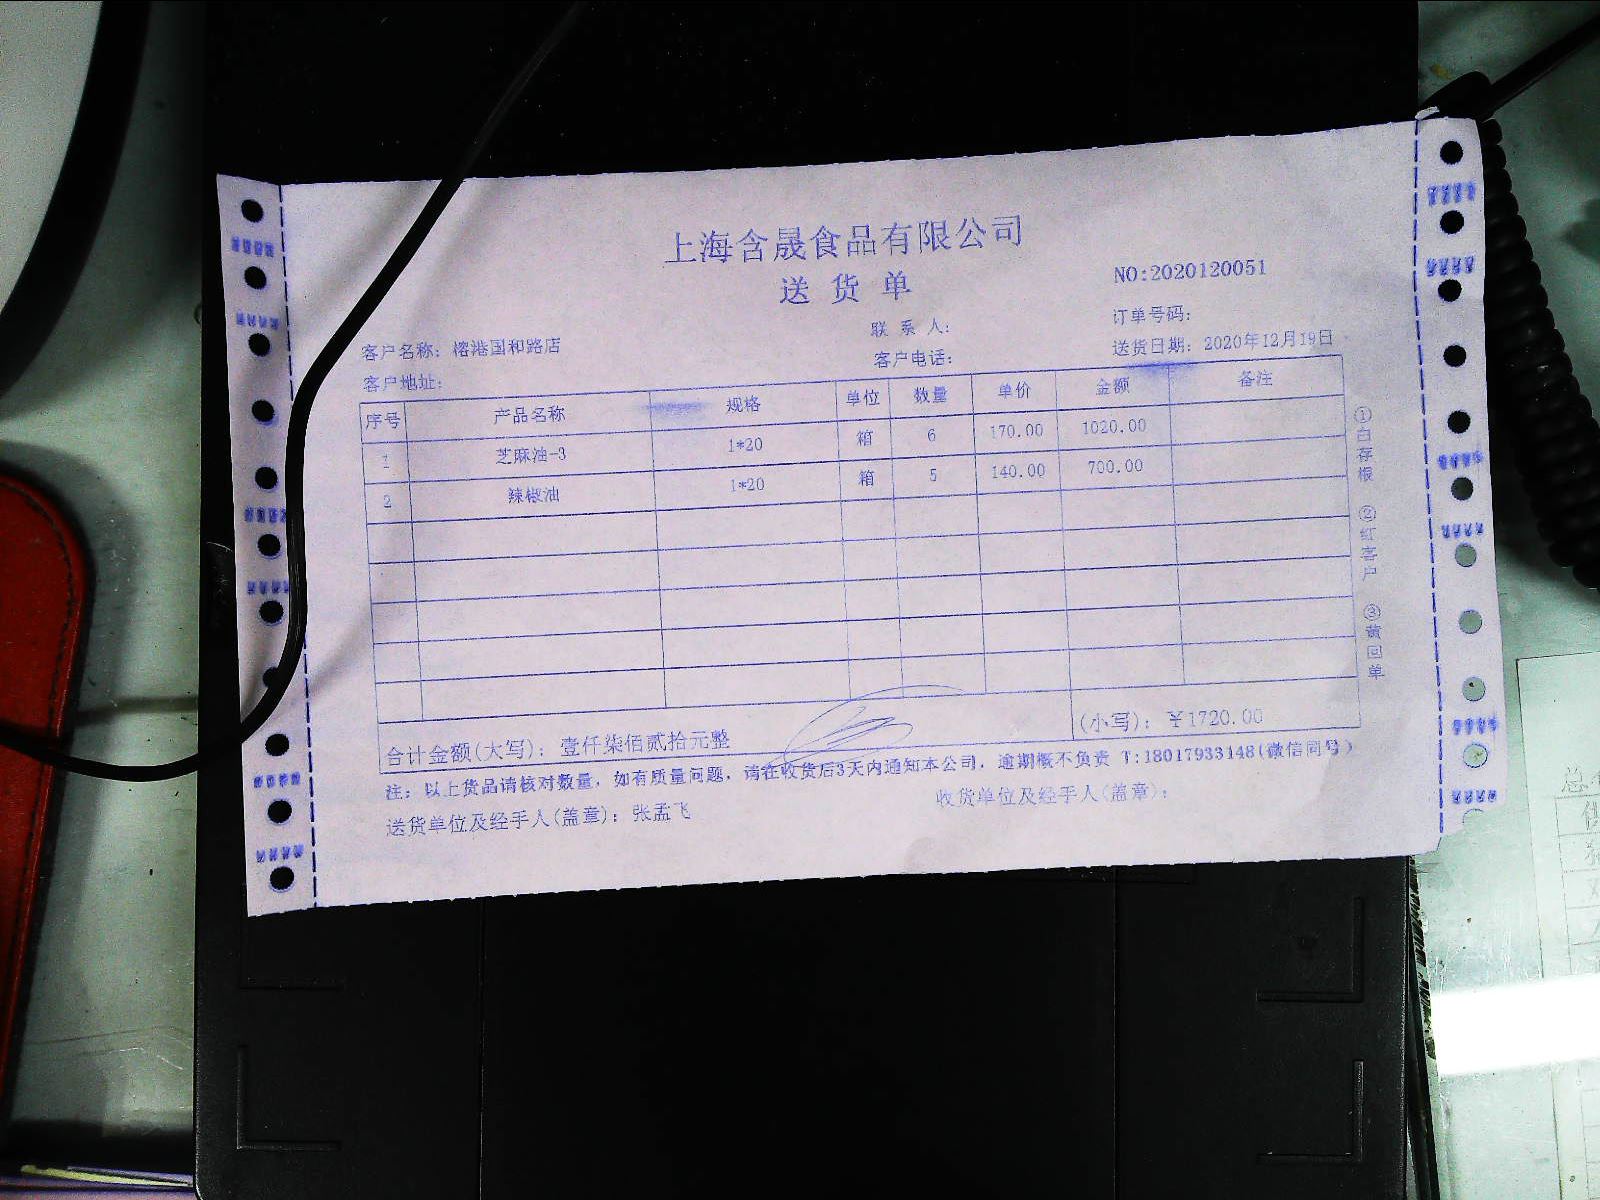 上海含晟食品有限公司
送 货 单
NO:2020120051
联 系 人:
订单号码:
客户名称: 榕港国和路店
客户电话:
送货日期: 2020年12月19日
客户地址:
序号 产品名称 规格 单位 数量 单价 金额 备注
1 芝麻油-3 1*20 箱 6 170.00 1020.00
2 辣椒油 1*20 箱 5 140.00 700.00
①白存根 ②红客户 ③黄回单
合计金额(大写): 壹仟柒佰贰拾元整 (小写): ¥1720.00
注: 以上货品请核对数量, 如有质量问题, 请在收货后3天内通知本公司, 逾期概不负责 T:18017933148(微信同号)
送货单位及经手人(盖章): 张孟飞
收货单位及经手人(盖章):